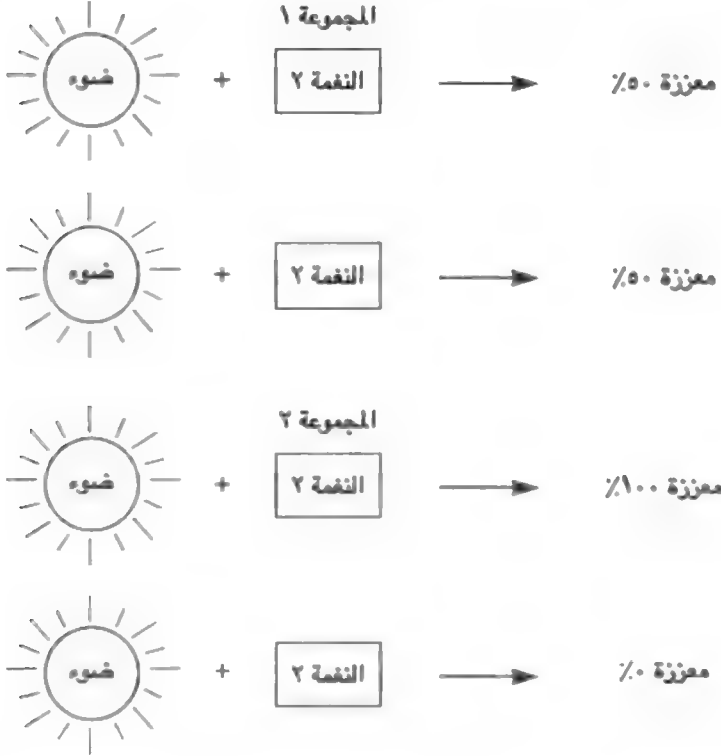 المجموعة ١
ضوء + النغمة ٢ معززة ٥٠٪
ضوء + النغمة ٢ معززة ٥٠٪
المجموعة ٢
ضوء + النغمة ٢ معززة ١٠٠٪
ضوء + النغمة ٢ معززة ٠٪